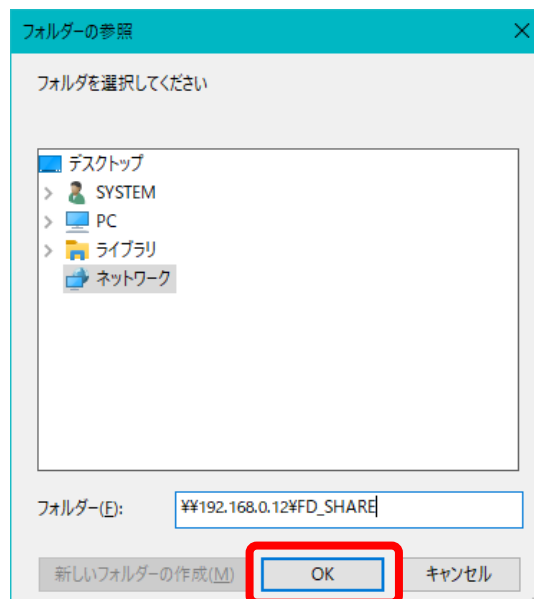 フォルダーの参照
フォルダを選択してください
デスクトップ
SYSTEM
PC
ライブラリ
ネットワーク
フォルダー(F): ¥¥192.168.0.12¥FD_SHARE
新しいフォルダーの作成(M) OK キャンセル